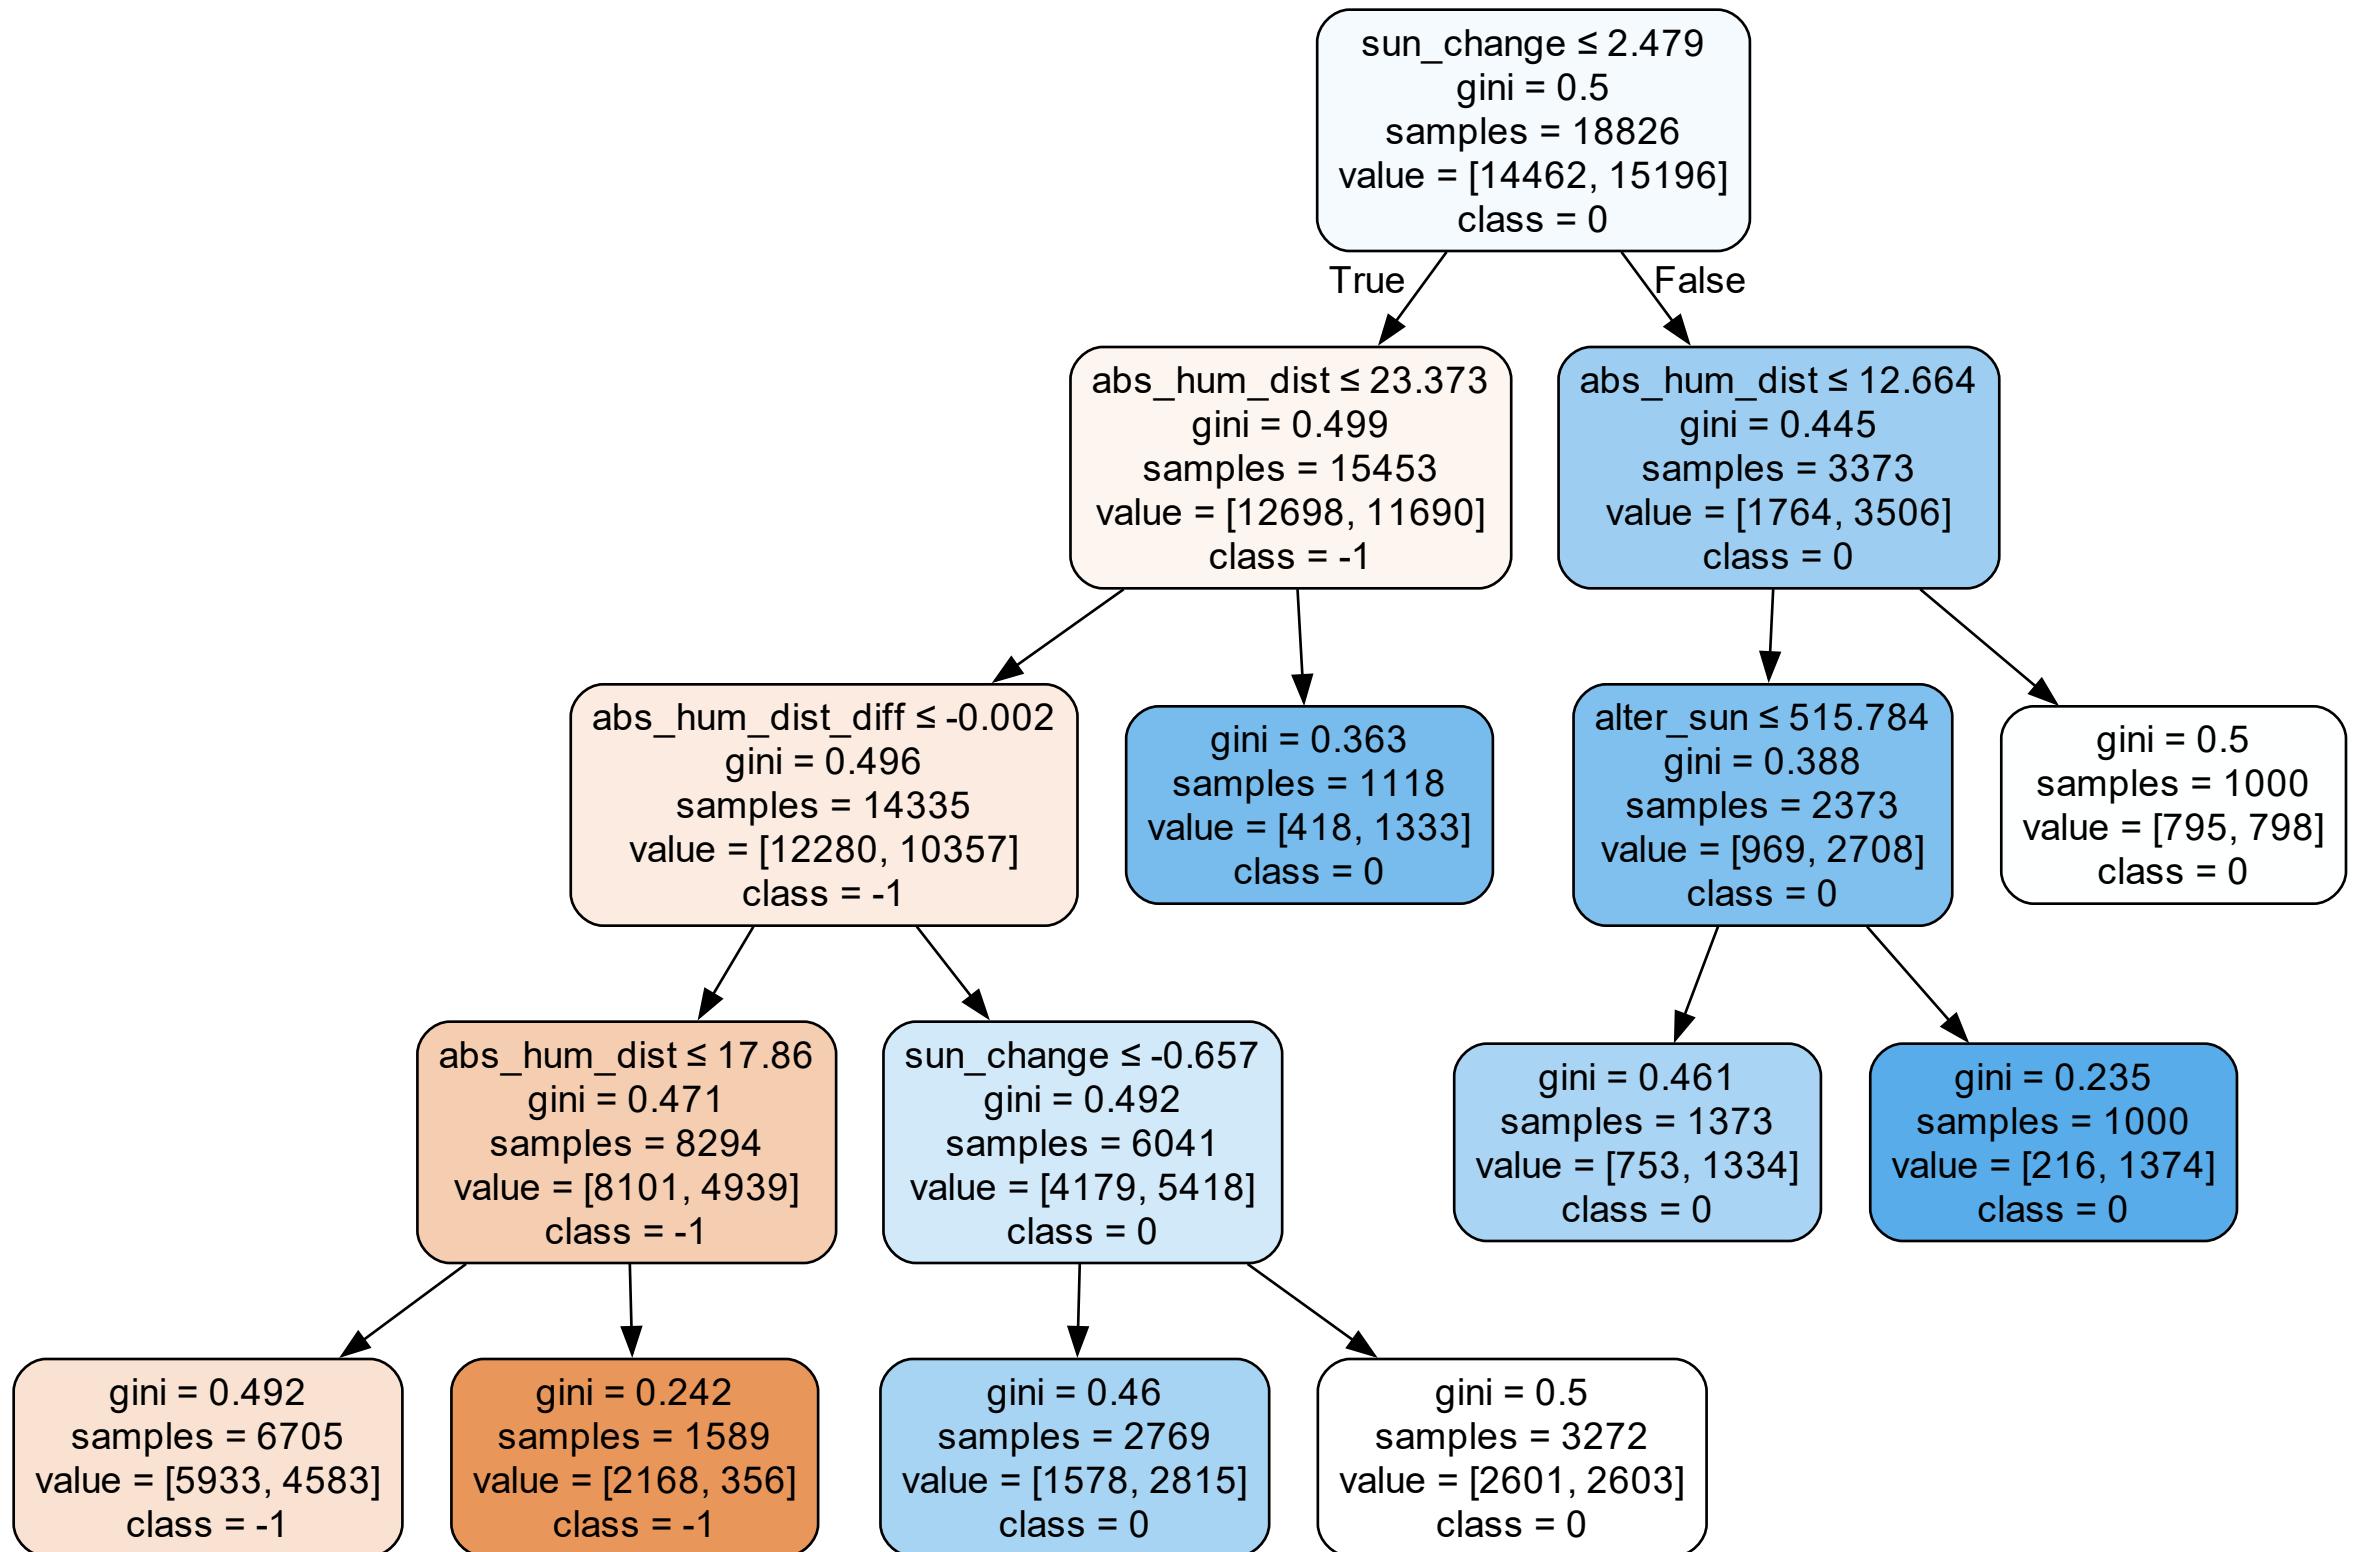 sun_change ≤ 2.479
gini = 0.5
samples = 18826
value = [14462, 15196]
class = 0
True
False
abs_hum_dist ≤ 23.373
gini = 0.499
samples = 15453
value = [12698, 11690]
class = -1
abs_hum_dist ≤ 12.664
gini = 0.445
samples = 3373
value = [1764, 3506]
class = 0
abs_hum_dist_diff ≤ -0.002
gini = 0.496
samples = 14335
value = [12280, 10357]
class = -1
gini = 0.363
samples = 1118
value = [418, 1333]
class = 0
alter_sun ≤ 515.784
gini = 0.388
samples = 2373
value = [969, 2708]
class = 0
gini = 0.5
samples = 1000
value = [795, 798]
class = 0
abs_hum_dist ≤ 17.86
gini = 0.471
samples = 8294
value = [8101, 4939]
class = -1
sun_change ≤ -0.657
gini = 0.492
samples = 6041
value = [4179, 5418]
class = 0
gini = 0.461
samples = 1373
value = [753, 1334]
class = 0
gini = 0.235
samples = 1000
value = [216, 1374]
class = 0
gini = 0.492
samples = 6705
value = [5933, 4583]
class = -1
gini = 0.242
samples = 1589
value = [2168, 356]
class = -1
gini = 0.46
samples = 2769
value = [1578, 2815]
class = 0
gini = 0.5
samples = 3272
value = [2601, 2603]
class = 0